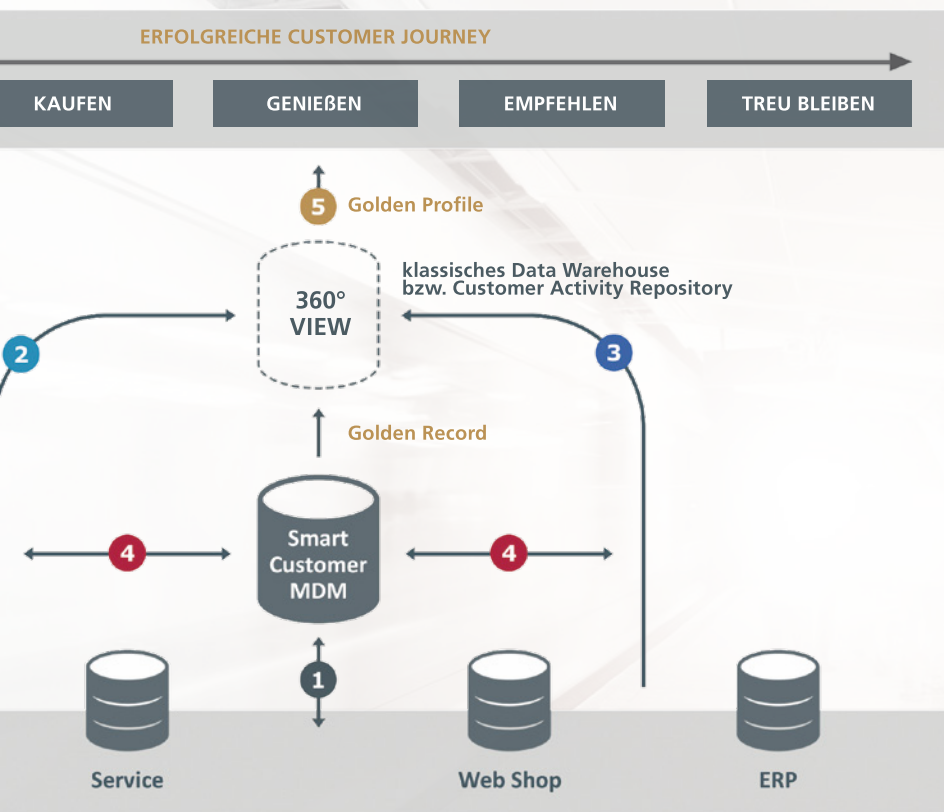 ERFOLGREICHE CUSTOMER JOURNEY
KAUFEN
GENIEßEN
EMPFEHLEN
TREU BLEIBEN
5
Golden Profile
klassisches Data Warehouse
bzw. Customer Activity Repository
360°
VIEW
2
3
Golden Record
Smart
Customer
MDM
4
4
1
Service
Web Shop
ERP